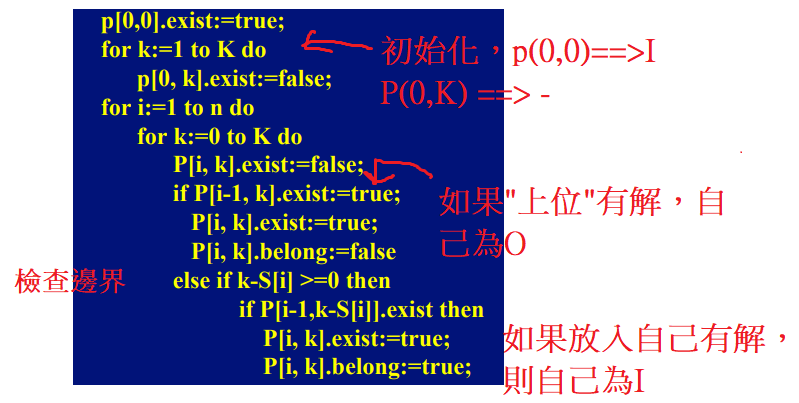 p[0,0].exist:=true;
for k:=1 to K do
初始化，p(0,0)==>I
p[0, k].exist:=false;
P(0,K) ==> -
for i:=1 to n do
for k:=0 to K do
P[i, k].exist:=false;
if P[i-1, k].exist:=true;
如果"上位"有解，自
P[i, k].exist:=true;
己為O
P[i, k].belong:=false
檢查邊界
else if k-S[i] >=0 then
if P[i-1,k-S[i]].exist then
P[i, k].exist:=true;
如果放入自己有解，
P[i, k].belong:=true;
則自己為I